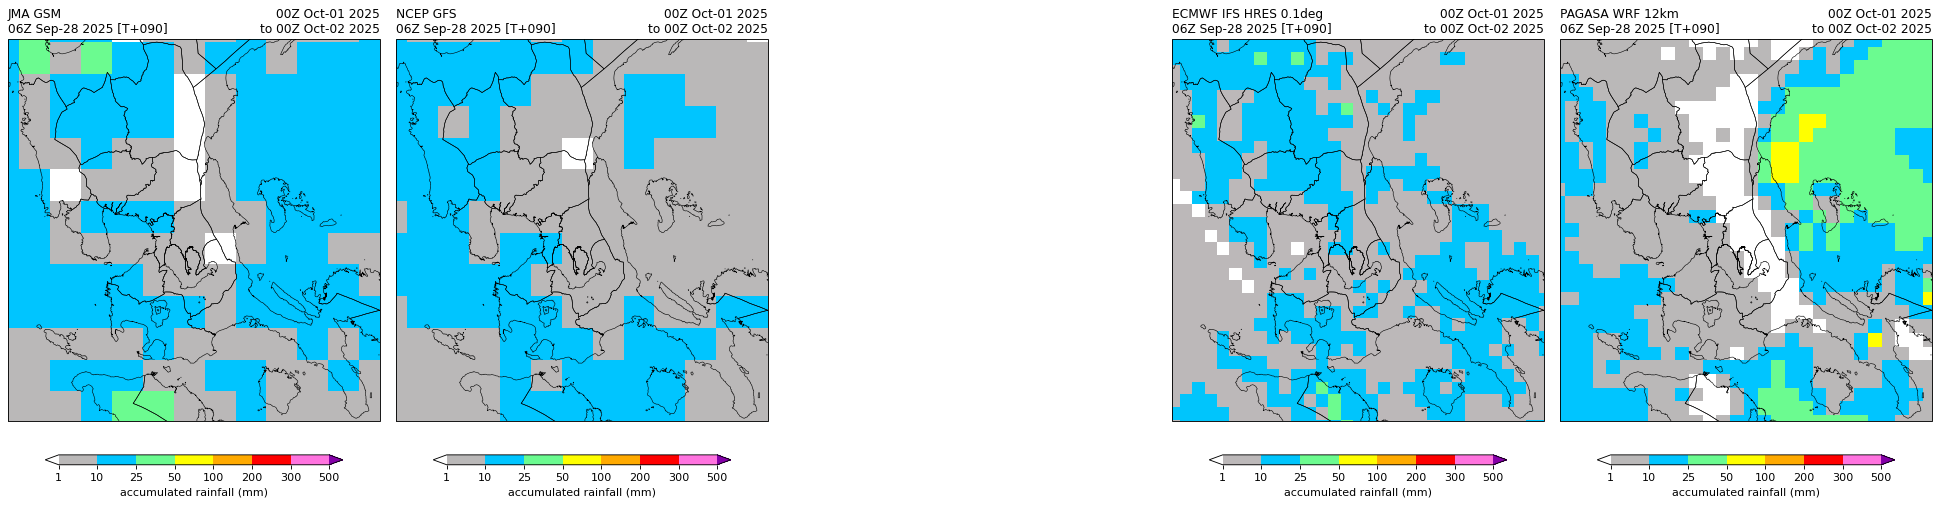 JMA GSM 00Z Oct-01 2025
06Z Sep-28 2025 [T+090] to 00Z Oct-02 2025
1 10 25 50 100 200 300 500
accumulated rainfall (mm)
NCEP GFS 00Z Oct-01 2025
06Z Sep-28 2025 [T+090] to 00Z Oct-02 2025
1 10 25 50 100 200 300 500
accumulated rainfall (mm)
ECMWF IFS HRES 0.1deg 00Z Oct-01 2025
06Z Sep-28 2025 [T+090] to 00Z Oct-02 2025
1 10 25 50 100 200 300 500
accumulated rainfall (mm)
PAGASA WRF 12km 00Z Oct-01 2025
06Z Sep-28 2025 [T+090] to 00Z Oct-02 2025
1 10 25 50 100 200 300 500
accumulated rainfall (mm)